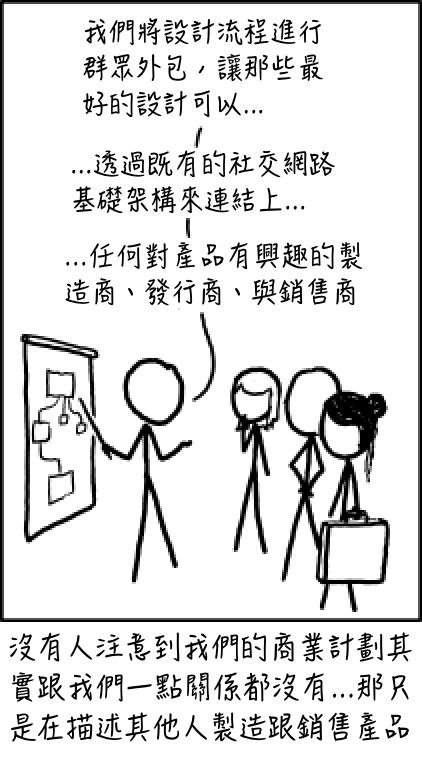 我們將設計流程進行
群眾外包，讓那些最
好的設計可以...
...透過既有的社交網路
基礎架構來連結上...
...任何對產品有興趣的製
造商、發行商、與銷售商
沒有人注意到我們的商業計劃其
實跟我們一點關係都沒有...那只
是在描述其他人製造跟銷售產品